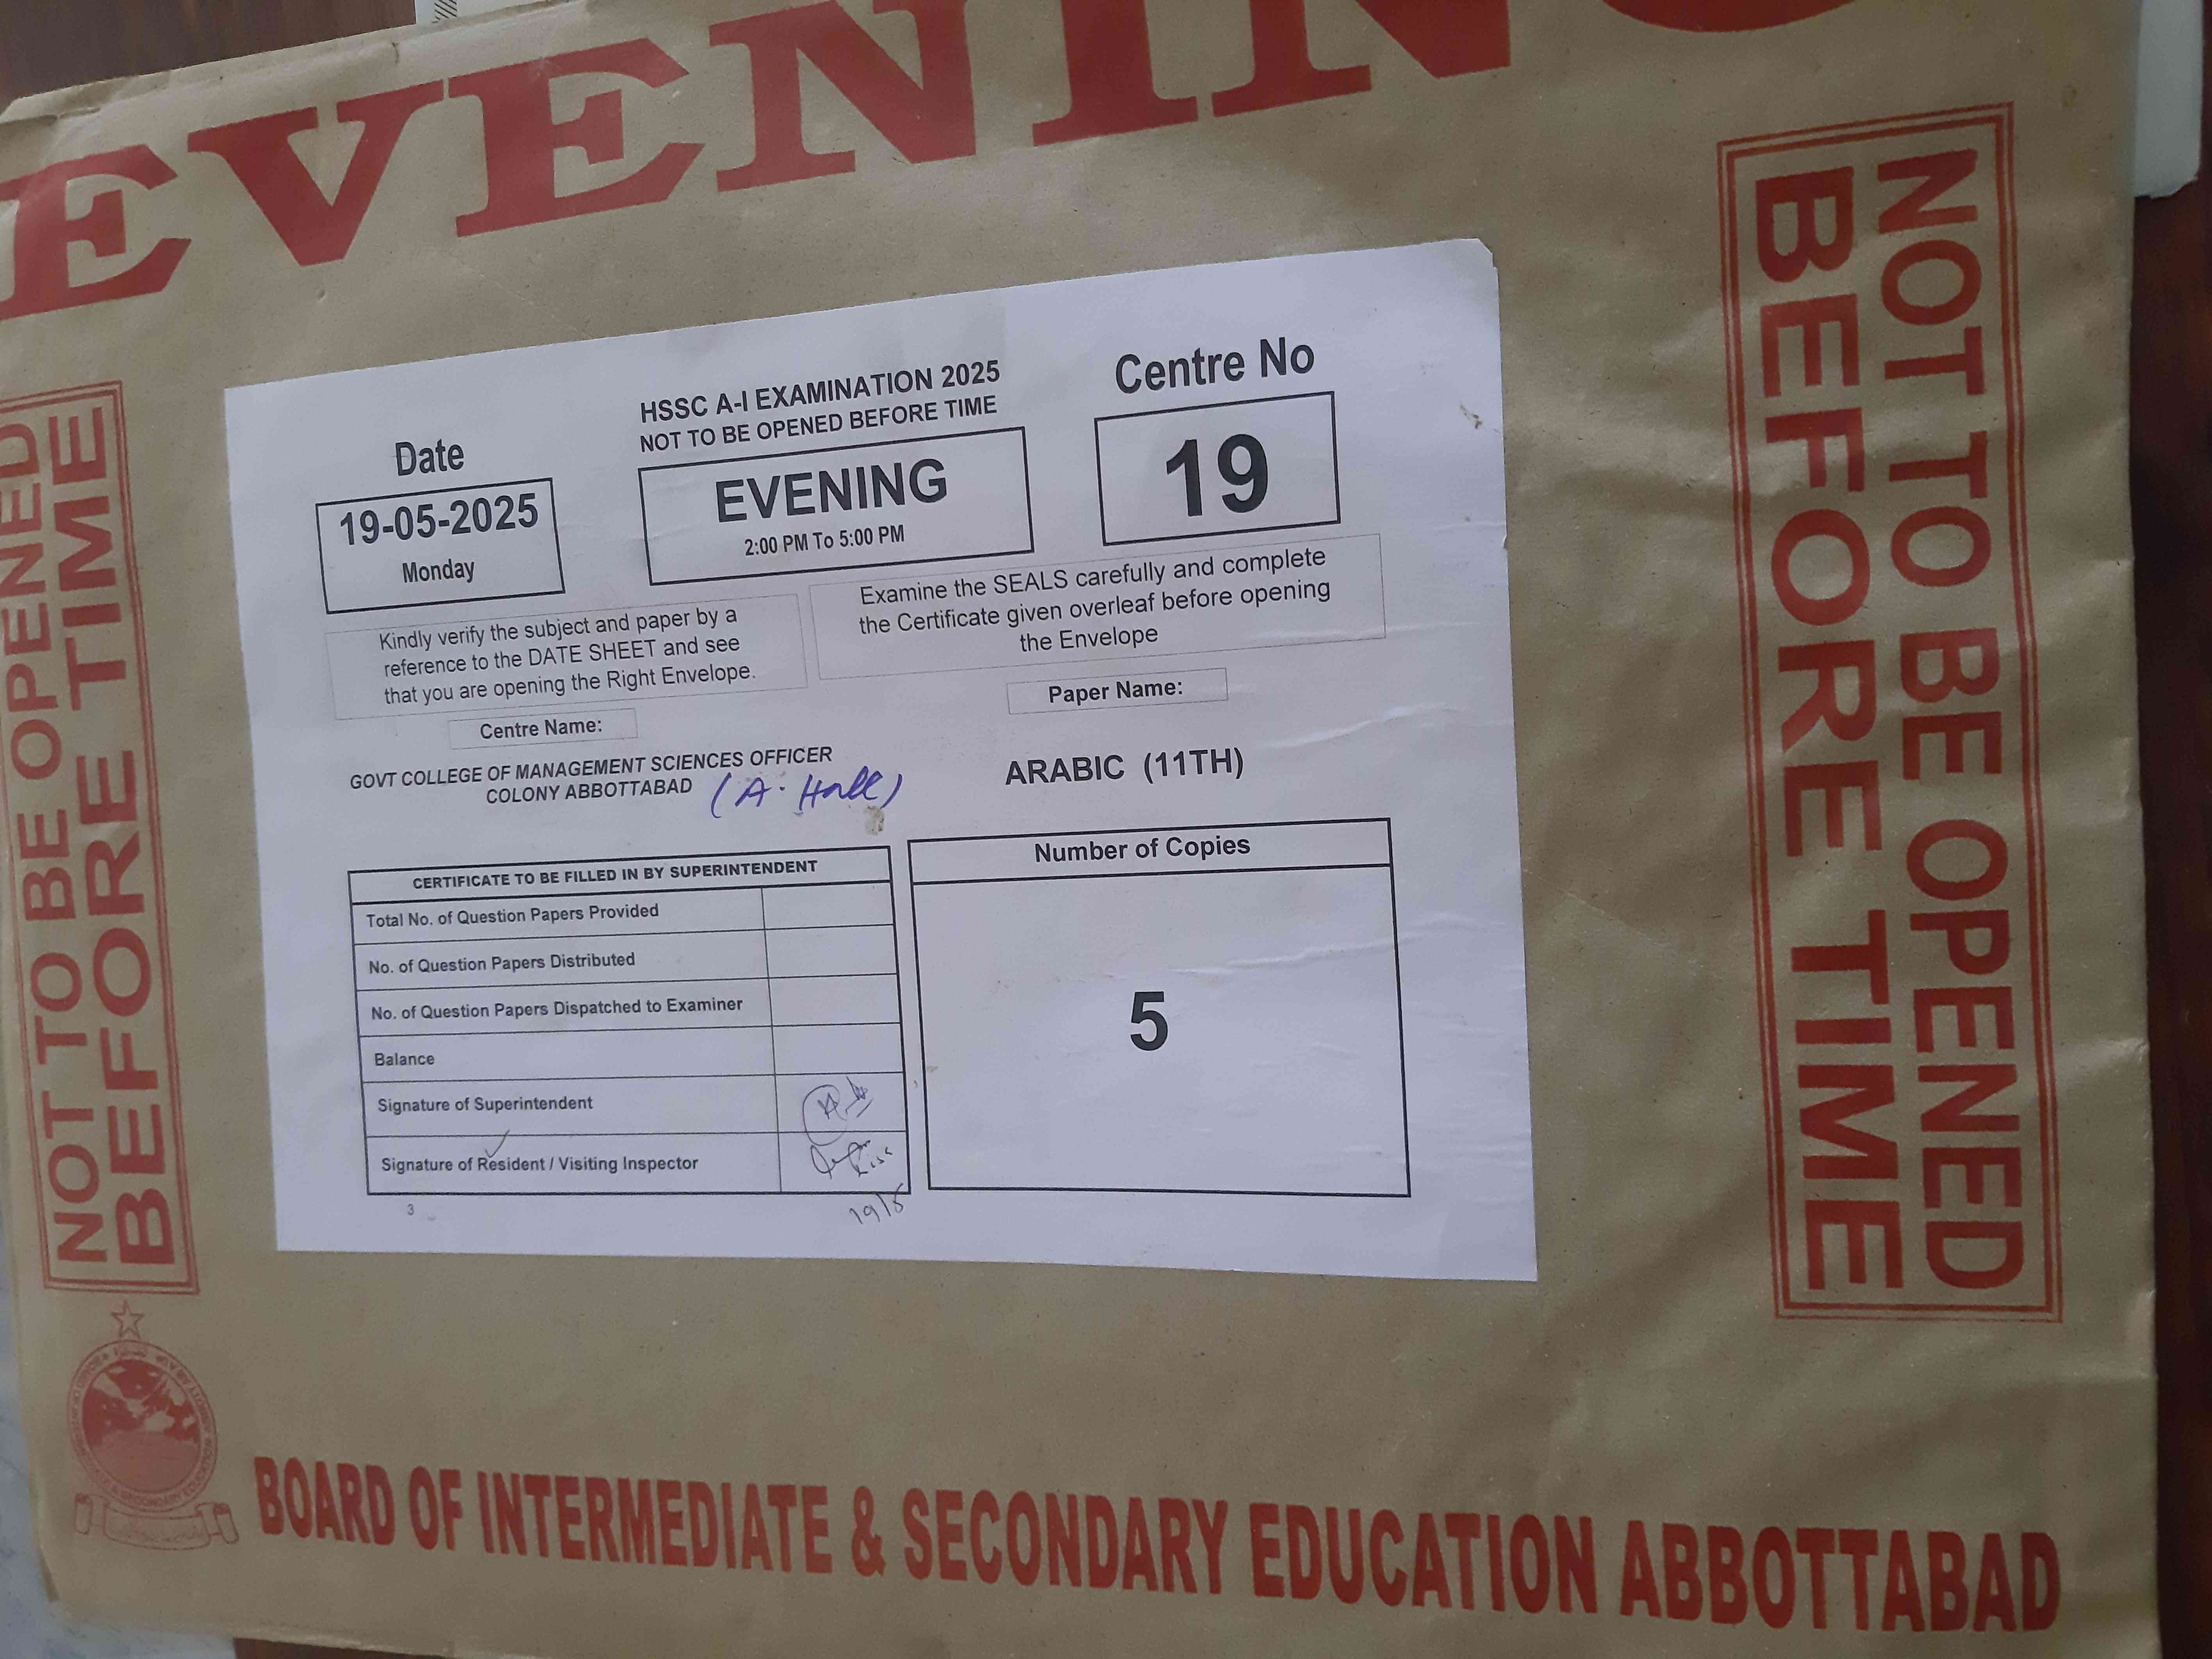 EVENING
NOT TO BE OPENED
BEFORE TIME
HSSC A-I EXAMINATION 2025
NOT TO BE OPENED BEFORE TIME
Date
19-05-2025
Monday
EVENING
2:00 PM To 5:00 PM
Centre No
19
Kindly verify the subject and paper by a
reference to the DATE SHEET and see
that you are opening the Right Envelope.
Examine the SEALS carefully and complete
the Certificate given overleaf before opening
the Envelope
Centre Name:
GOVT COLLEGE OF MANAGEMENT SCIENCES OFFICER
COLONY ABBOTTABAD (A. Hall)
Paper Name:
ARABIC (11TH)
CERTIFICATE TO BE FILLED IN BY SUPERINTENDENT
Total No. of Question Papers Provided
No. of Question Papers Distributed
No. of Question Papers Dispatched to Examiner
Balance
Signature of Superintendent
Signature of Resident / Visiting Inspector
19/5
3
Number of Copies
5
NOT TO BE OPENED
BEFORE TIME
BOARD OF INTERMEDIATE & SECONDARY EDUCATION ABBOTTABAD